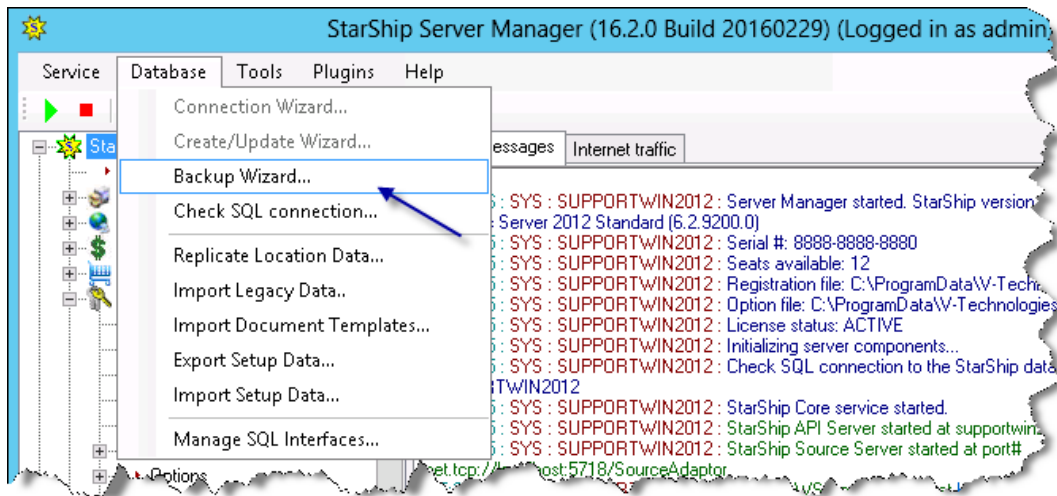 StarShip Server Manager (16.2.0 Build 20160229) (Logged in as admin
Service Database Tools Plugins Help
Connection Wizard...
Create/Update Wizard...
Backup Wizard...
Check SQL connection...
Replicate Location Data...
Import Legacy Data..
Import Document Templates...
Export Setup Data...
Import Setup Data...
Manage SQL Interfaces...
Sta
Options
essages Internet traffic
: SYS : SUPPORTWIN2012 : Server Manager started. StarShip version
Server 2012 Standard (6.2.9200.0)
: SYS : SUPPORTWIN2012 : Serial #: 8888-8888-8880
: SYS : SUPPORTWIN2012 : Seats available: 12
: SYS : SUPPORTWIN2012 : Registration file: C:\ProgramData\V-Techn
: SYS : SUPPORTWIN2012 : Option file: C:\ProgramData\V-Technologies
: SYS : SUPPORTWIN2012 : License status: ACTIVE
: SYS : SUPPORTWIN2012 : Initializing server components...
: SYS : SUPPORTWIN2012 : Check SQL connection to the StarShip data
TWIN2012
: SYS : SUPPORTWIN2012 : StarShip Core service started.
: SYS : SUPPORTWIN2012 : StarShip API Server started at supportwin
: SYS : SUPPORTWIN2012 : StarShip Source Server started at port#
:5718/SourceAdaptor